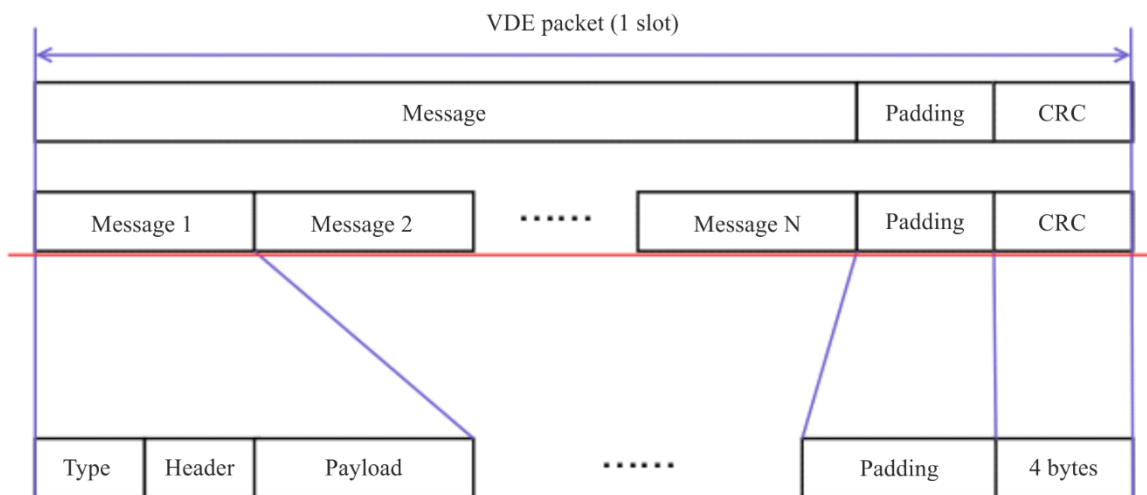 VDE packet (1 slot)
Message Padding CRC
Message 1 Message 2 ...... Message N Padding CRC
Type Header Payload ...... Padding 4 bytes